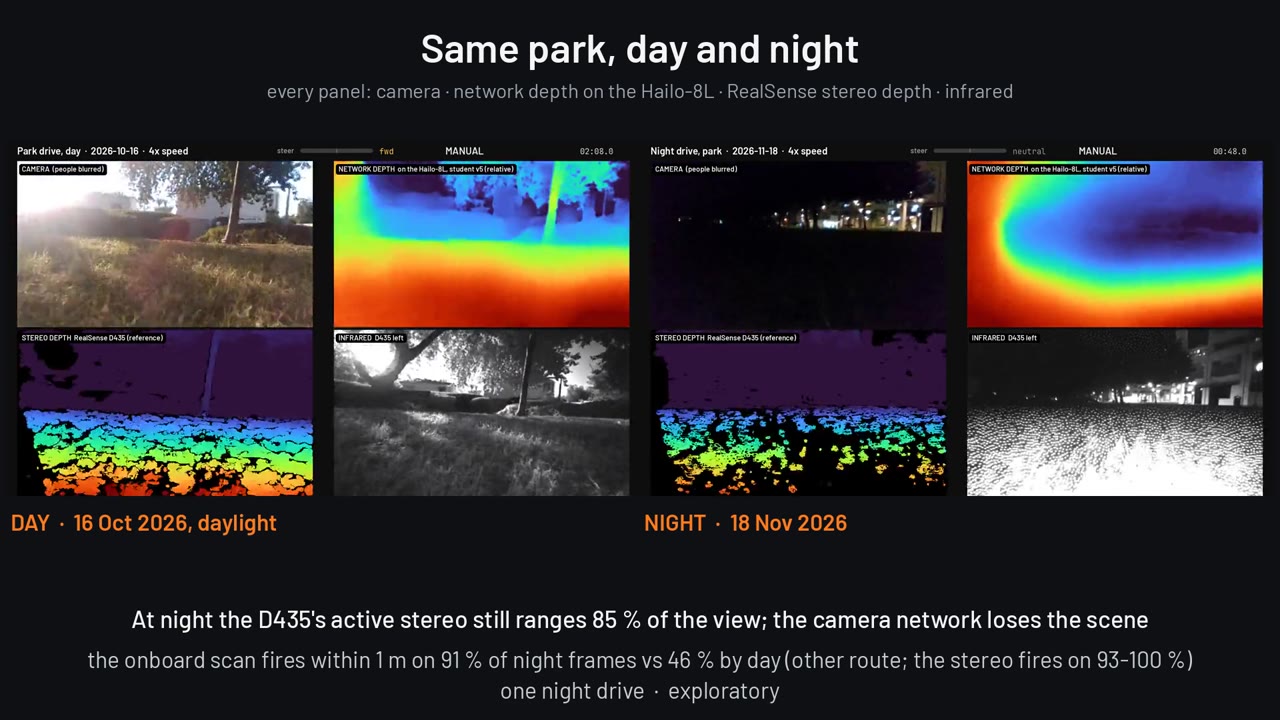 Same park, day and night
every panel: camera · network depth on the Hailo-8L · RealSense stereo depth · infrared
Park drive, day · 2026-10-16 · 4x speed
steer
fwd
MANUAL
02:08.0
Night drive, park · 2026-11-18 · 4x speed
steer
neutral
MANUAL
00:48.0
CAMERA (people blurred)
NETWORK DEPTH on the Hailo-8L, student v5 (relative)
CAMERA (people blurred)
NETWORK DEPTH on the Hailo-8L, student v5 (relative)
STEREO DEPTH RealSense D435 (reference)
INFRARED D435 left
STEREO DEPTH RealSense D435 (reference)
INFRARED D435 left
DAY · 16 Oct 2026, daylight
NIGHT · 18 Nov 2026
At night the D435's active stereo still ranges 85 % of the view; the camera network loses the scene
the onboard scan fires within 1 m on 91 % of night frames vs 46 % by day (other route; the stereo fires on 93-100 %)
one night drive · exploratory